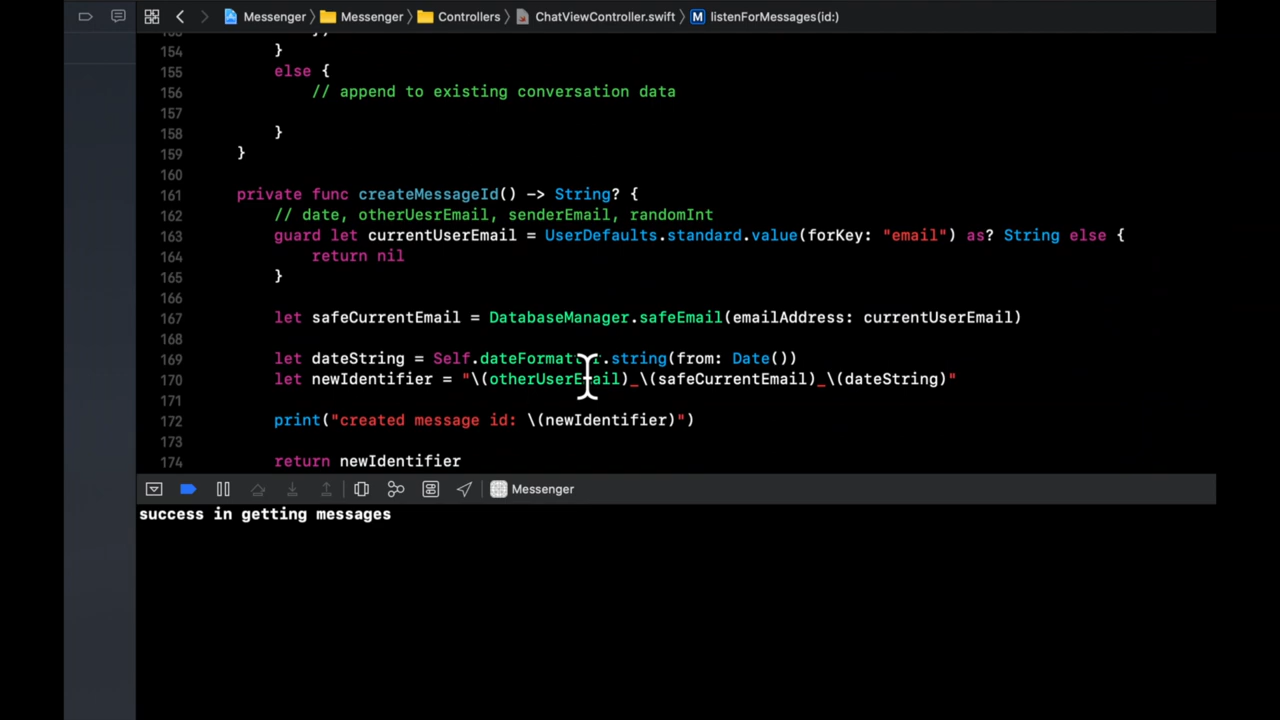 Messenger Messenger Controllers ChatViewController.swift M listenForMessages(id:)
154 }
155 else {
156 // append to existing conversation data
157
158 }
159 }
160
161 private func createMessageId() -> String? {
162 // date, otherUesrEmail, senderEmail, randomInt
163 guard let currentUserEmail = UserDefaults.standard.value(forKey: "email") as? String else {
164 return nil
165 }
166
167 let safeCurrentEmail = DatabaseManager.safeEmail(emailAddress: currentUserEmail)
168
169 let dateString = Self.dateFormatter.string(from: Date())
170 let newIdentifier = "\(otherUserEmail)_\(safeCurrentEmail)_\(dateString)"
171
172 print("created message id: \(newIdentifier)")
173
174 return newIdentifier
Messenger
success in getting messages